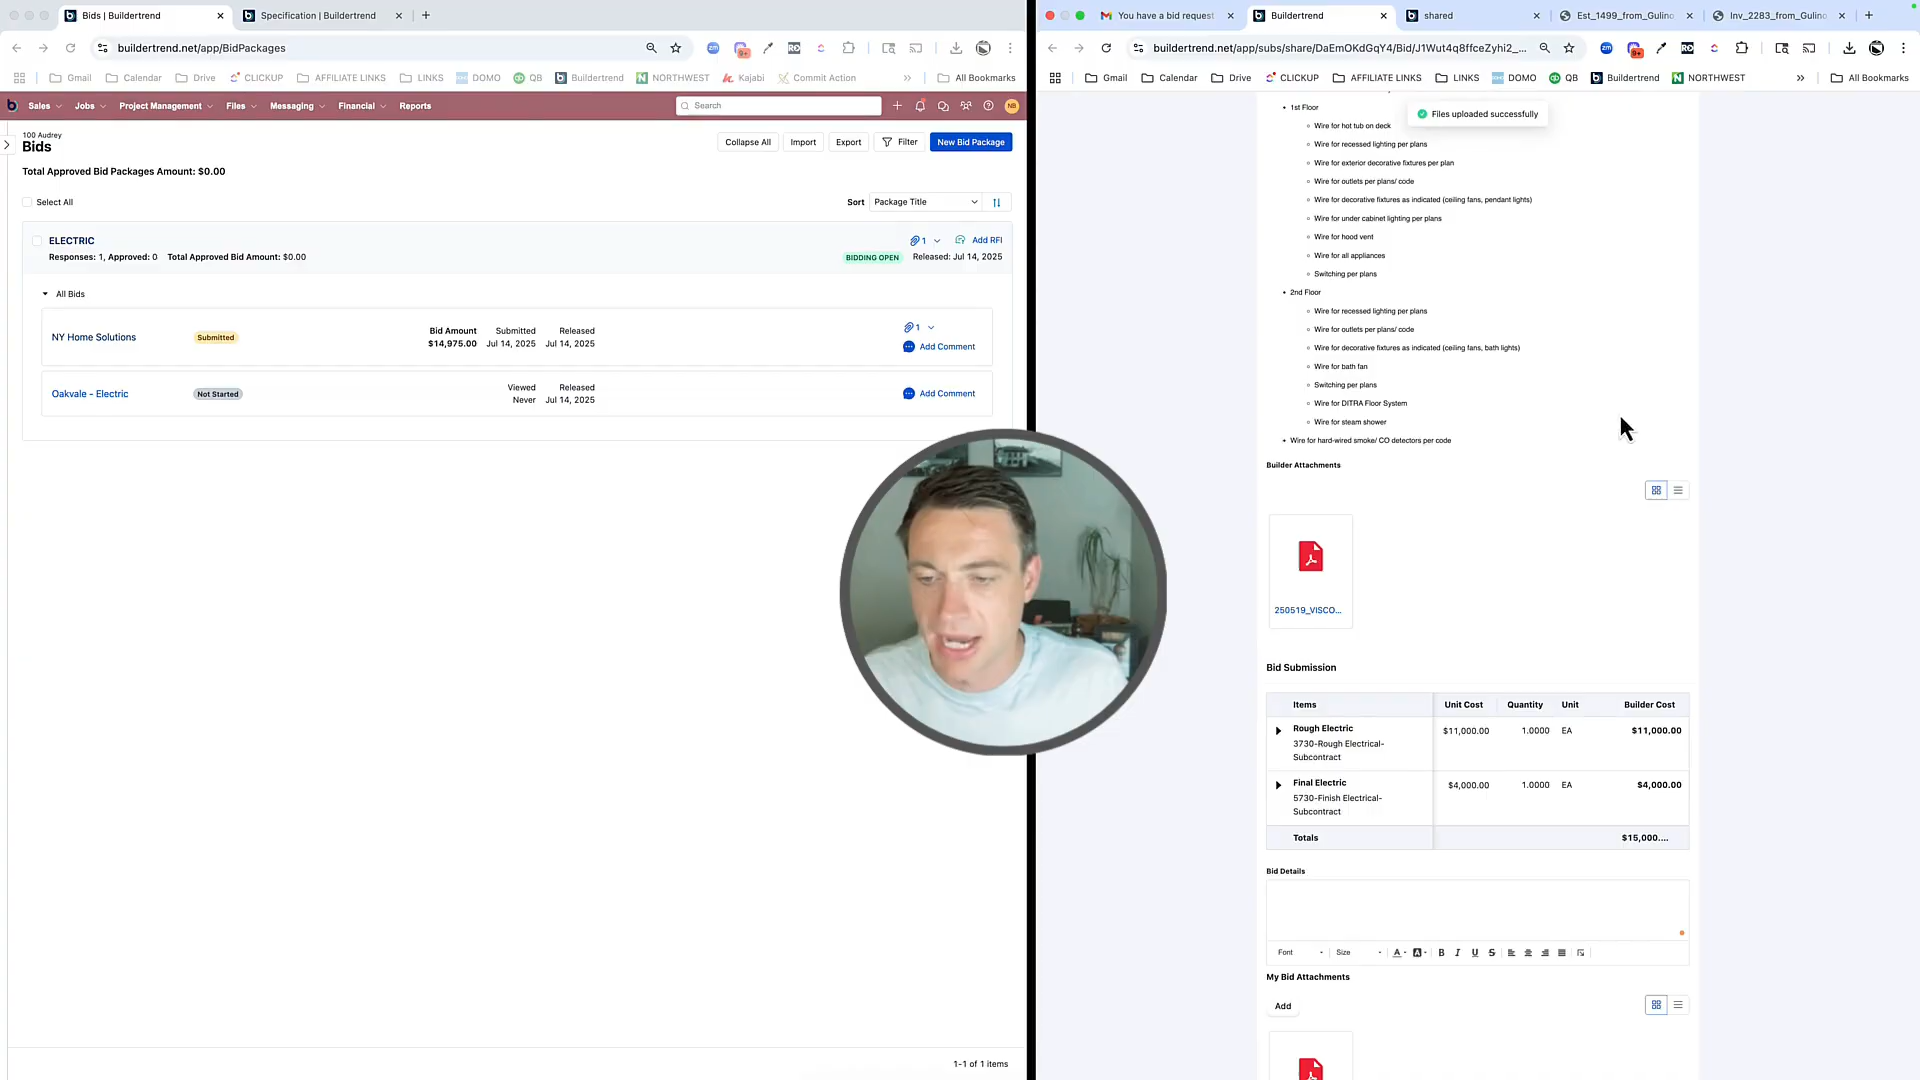 Bids | Buildertrend
Specification | Buildertrend
buildertrend.net/app/BidPackages
Gmail
Calendar
Drive
CLICKUP
AFFILIATE LINKS
LINKS
DOMO
QB
Buildertrend
NORTHWEST
Kajabi
Commit Action
All Bookmarks
Sales
Jobs
Project Management
Files
Messaging
Financial
Reports
Search
NB
100 Audrey
Bids
Collapse All
Import
Export
Filter
New Bid Package
Total Approved Bid Packages Amount: $0.00
Select All
Sort
Package Title
ELECTRIC
1
Add RFI
Responses: 1, Approved: 0 Total Approved Bid Amount: $0.00
BIDDING OPEN
Released: Jul 14, 2025
All Bids
NY Home Solutions
Submitted
Bid Amount
$14,975.00
Submitted
Jul 14, 2025
Released
Jul 14, 2025
1
Add Comment
Oakvale - Electric
Not Started
Viewed
Never
Released
Jul 14, 2025
Add Comment
1-1 of 1 items
You have a bid request
Buildertrend
shared
Est_1499_from_Gulino
Inv_2283_from_Gulino
buildertrend.net/app/subs/share/DaEmOKdGqY4/Bid/J1Wut4q8ffceZyhi2_...
9+
Gmail
Calendar
Drive
CLICKUP
AFFILIATE LINKS
LINKS
DOMO
QB
Buildertrend
NORTHWEST
All Bookmarks
Files uploaded successfully
1st Floor
Wire for hot tub on deck
Wire for recessed lighting per plans
Wire for exterior decorative fixtures per plan
Wire for outlets per plans/ code
Wire for decorative fixtures as indicated (ceiling fans, pendant lights)
Wire for under cabinet lighting per plans
Wire for hood vent
Wire for all appliances
Switching per plans
2nd Floor
Wire for recessed lighting per plans
Wire for outlets per plans/ code
Wire for decorative fixtures as indicated (ceiling fans, bath lights)
Wire for bath fan
Switching per plans
Wire for DITRA Floor System
Wire for steam shower
Wire for hard-wired smoke/ CO detectors per code
Builder Attachments
250519_VISCO...
Bid Submission
Items Unit Cost Quantity Unit Builder Cost
Rough Electric $11,000.00 1.0000 EA $11,000.00
3730-Rough Electrical-
Subcontract
Final Electric $4,000.00 1.0000 EA $4,000.00
5730-Finish Electrical-
Subcontract
Totals $15,000....
Bid Details
Font Size A A B I U S
My Bid Attachments
Add